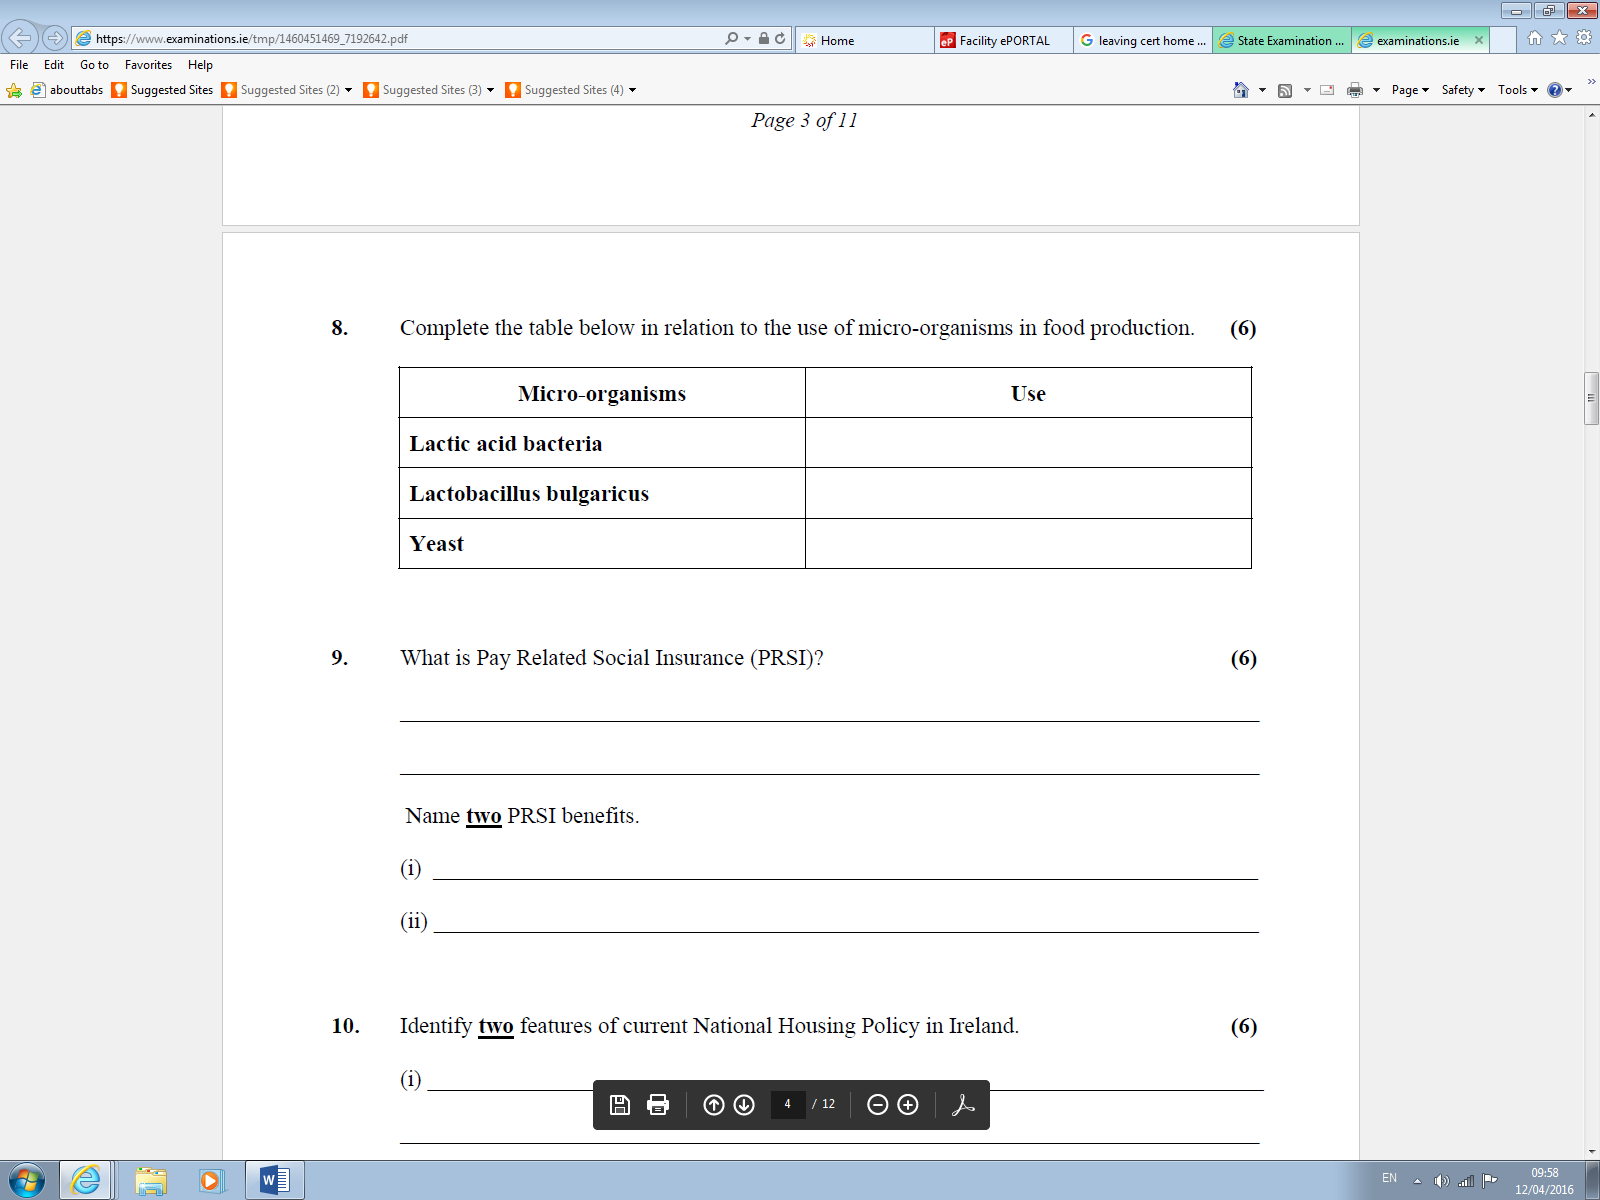 https://www.examinations.ie/tmp/1460451469_7192642.pdf
Home
Facility ePORTAL
leaving cert home ...
State Examination ...
examinations.ie
File Edit Go to Favorites Help
abouttabs Suggested Sites Suggested Sites (2) Suggested Sites (3) Suggested Sites (4)
Page Safety Tools
Page 3 of 11
8. Complete the table below in relation to the use of micro-organisms in food production. (6)
Micro-organisms Use
Lactic acid bacteria
Lactobacillus bulgaricus
Yeast
9. What is Pay Related Social Insurance (PRSI)? (6)
Name two PRSI benefits.
(i)
(ii)
10. Identify two features of current National Housing Policy in Ireland. (6)
(i)
4 / 12
EN
09:58
12/04/2016